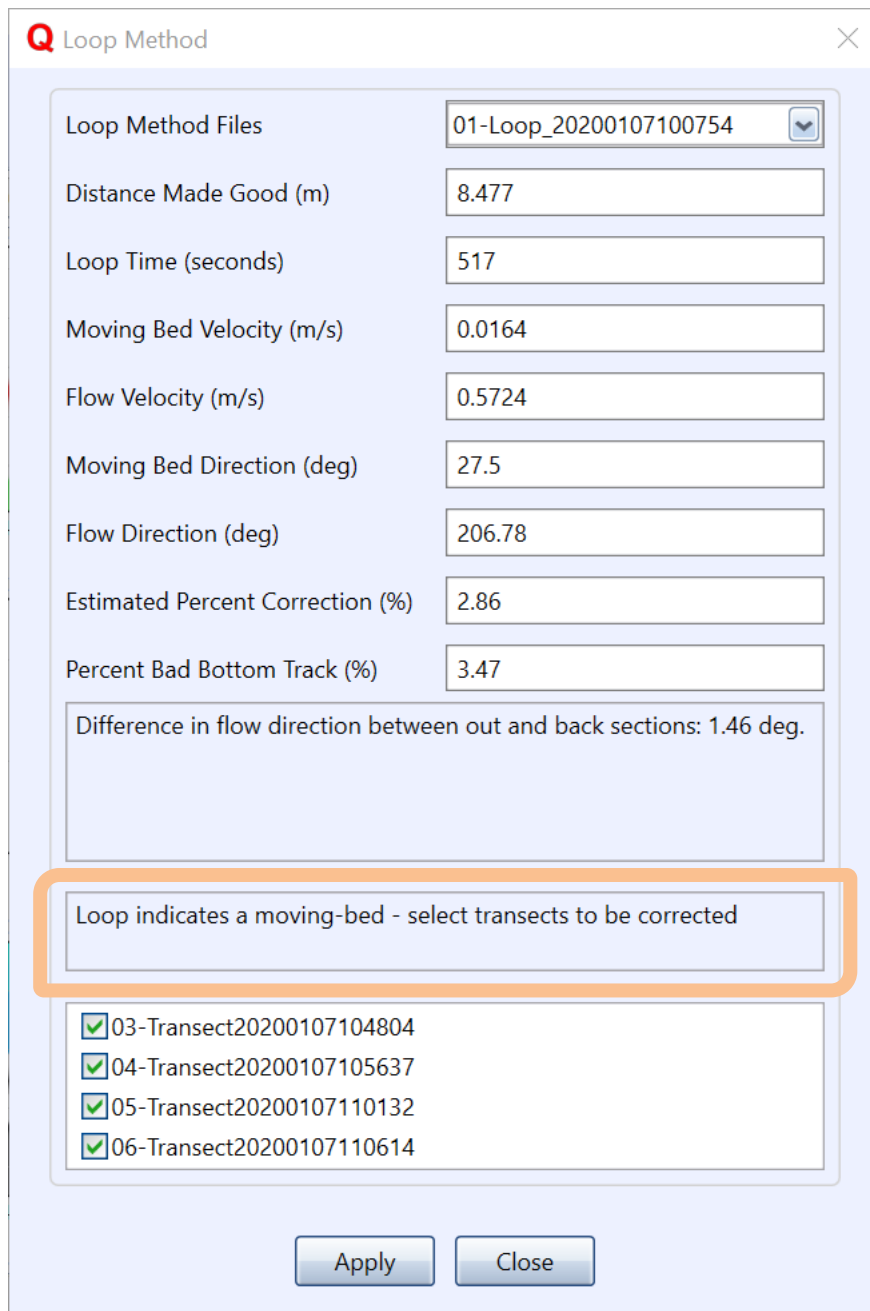 Q Loop Method
Loop Method Files 01-Loop_20200107100754
Distance Made Good (m) 8.477
Loop Time (seconds) 517
Moving Bed Velocity (m/s) 0.0164
Flow Velocity (m/s) 0.5724
Moving Bed Direction (deg) 27.5
Flow Direction (deg) 206.78
Estimated Percent Correction (%) 2.86
Percent Bad Bottom Track (%) 3.47
Difference in flow direction between out and back sections: 1.46 deg.
Loop indicates a moving-bed - select transects to be corrected
03-Transect20200107104804
04-Transect20200107105637
05-Transect20200107110132
06-Transect20200107110614
Apply Close